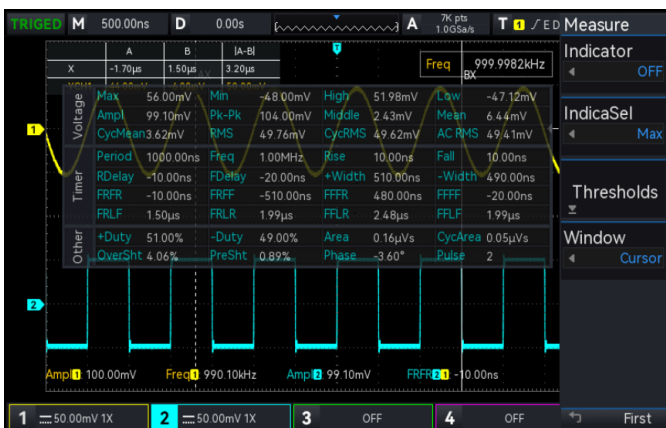 TRIGED M 500.00ns D 0.00s A 7K pts 1.0GSa/s T 1 E D Measure
A B |A-B|
X -1.70μs 1.50μs 3.20μs
AX
Freq 999.9982kHz
BX
Indicator
OFF
IndicaSel
Max
Thresholds
Window
Cursor
First
Voltage
Max 56.00mV Min -48.00mV High 51.98mV Low -47.12mV
Ampl 99.10mV Pk-Pk 104.00mV Middle 2.43mV Mean 6.44mV
CycMean 3.62mV RMS 49.76mV CycRMS 49.62mV AC RMS 49.41mV
Timer
Period 1000.00ns Freq 1.00MHz Rise 10.00ns Fall 10.00ns
RDelay -10.00ns FDelay -20.00ns +Width 510.00ns -Width 490.00ns
FRFR -10.00ns FRFF -510.00ns FFFR 480.00ns FFFF -20.00ns
FRLF 1.50μs FRLR 1.99μs FFLR 2.48μs FFLF 1.99μs
Other
+Duty 51.00% -Duty 49.00% Area 0.16μVs CycArea 0.05μVs
OverSht 4.06% PreSht 0.89% Phase -3.60° Pulse 2
1
2
Ampl 1 100.00mV Freq 1 990.10kHz Ampl 2 99.10mV FRFR 2 1 -10.00ns
1 50.00mV 1X 2 50.00mV 1X 3 OFF 4 OFF